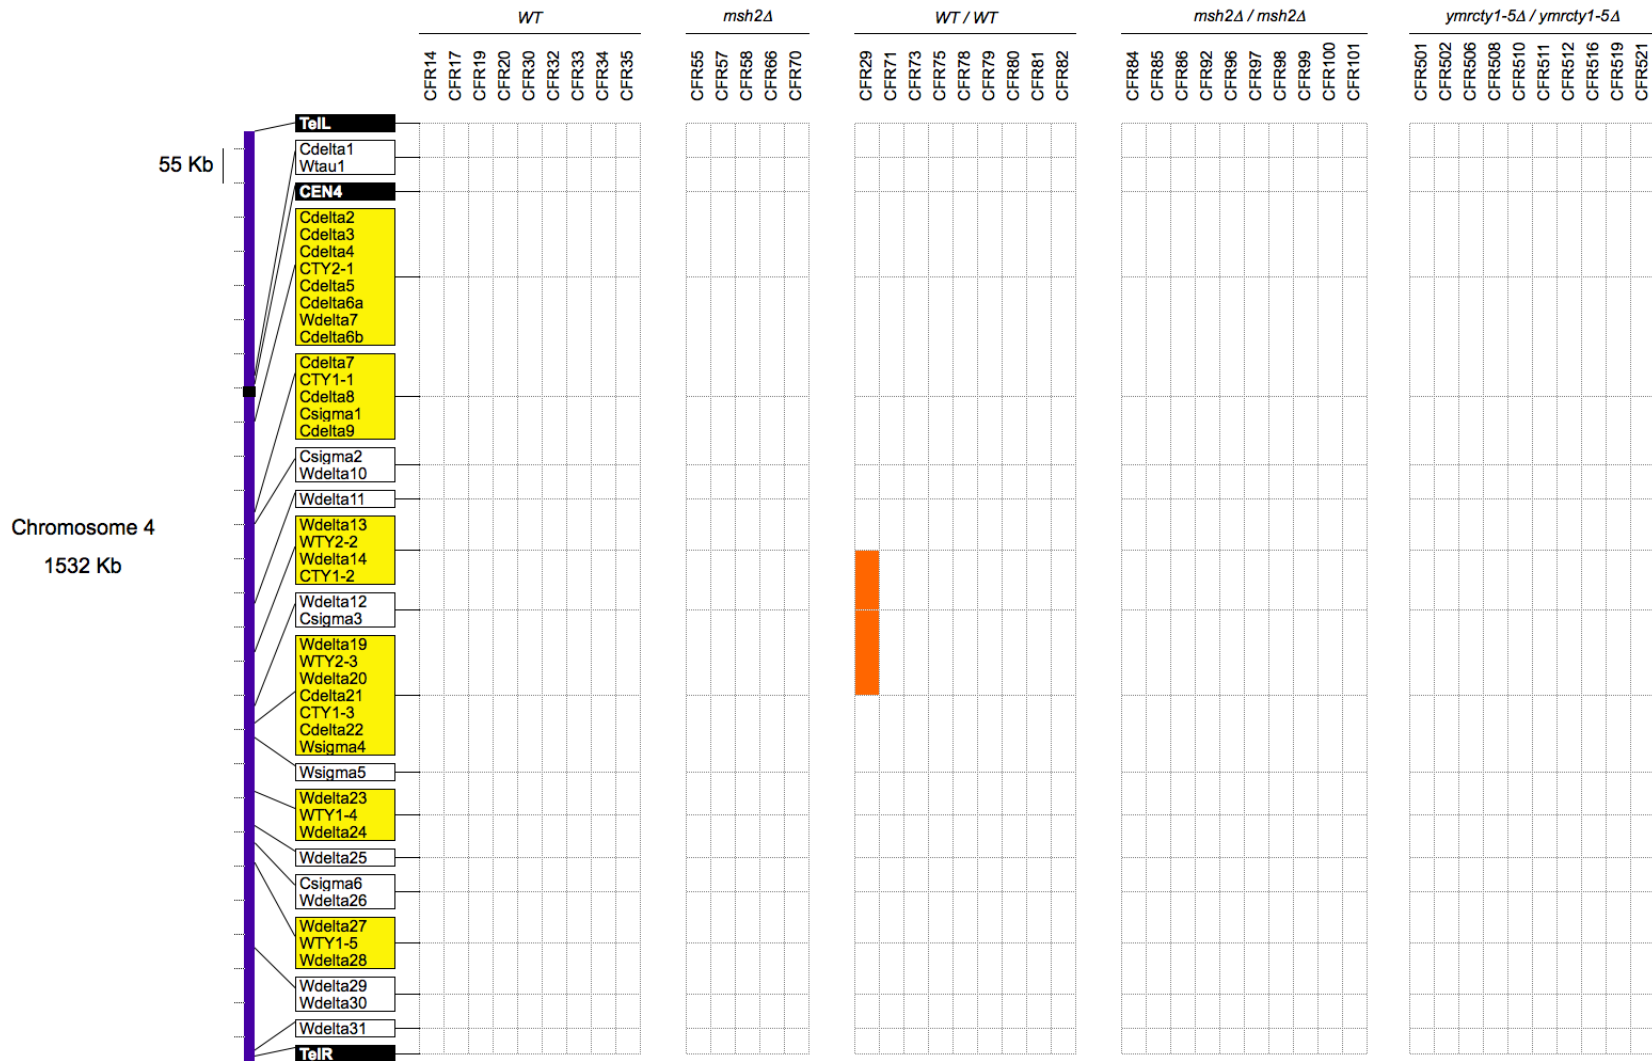 WT
msh2Δ
WT / WT
msh2Δ / msh2Δ
ymrcty1-5Δ / ymrcty1-5Δ
CFR14
CFR17
CFR19
CFR20
CFR30
CFR32
CFR33
CFR34
CFR35
CFR55
CFR57
CFR58
CFR66
CFR70
CFR29
CFR71
CFR73
CFR75
CFR78
CFR79
CFR80
CFR81
CFR82
CFR84
CFR85
CFR86
CFR92
CFR96
CFR97
CFR98
CFR99
CFR100
CFR101
CFR501
CFR502
CFR506
CFR508
CFR510
CFR511
CFR512
CFR516
CFR519
CFR521
55 Kb
Chromosome 4
1532 Kb
TelL
Cdelta1
Wtau1
CEN4
Cdelta2
Cdelta3
Cdelta4
CTY2-1
Cdelta5
Cdelta6a
Wdelta7
Cdelta6b
Cdelta7
CTY1-1
Cdelta8
Csigma1
Cdelta9
Csigma2
Wdelta10
Wdelta11
Wdelta13
WTY2-2
Wdelta14
CTY1-2
Wdelta12
Csigma3
Wdelta19
WTY2-3
Wdelta20
Cdelta21
CTY1-3
Cdelta22
Wsigma4
Wsigma5
Wdelta23
WTY1-4
Wdelta24
Wdelta25
Csigma6
Wdelta26
Wdelta27
WTY1-5
Wdelta28
Wdelta29
Wdelta30
Wdelta31
TelR